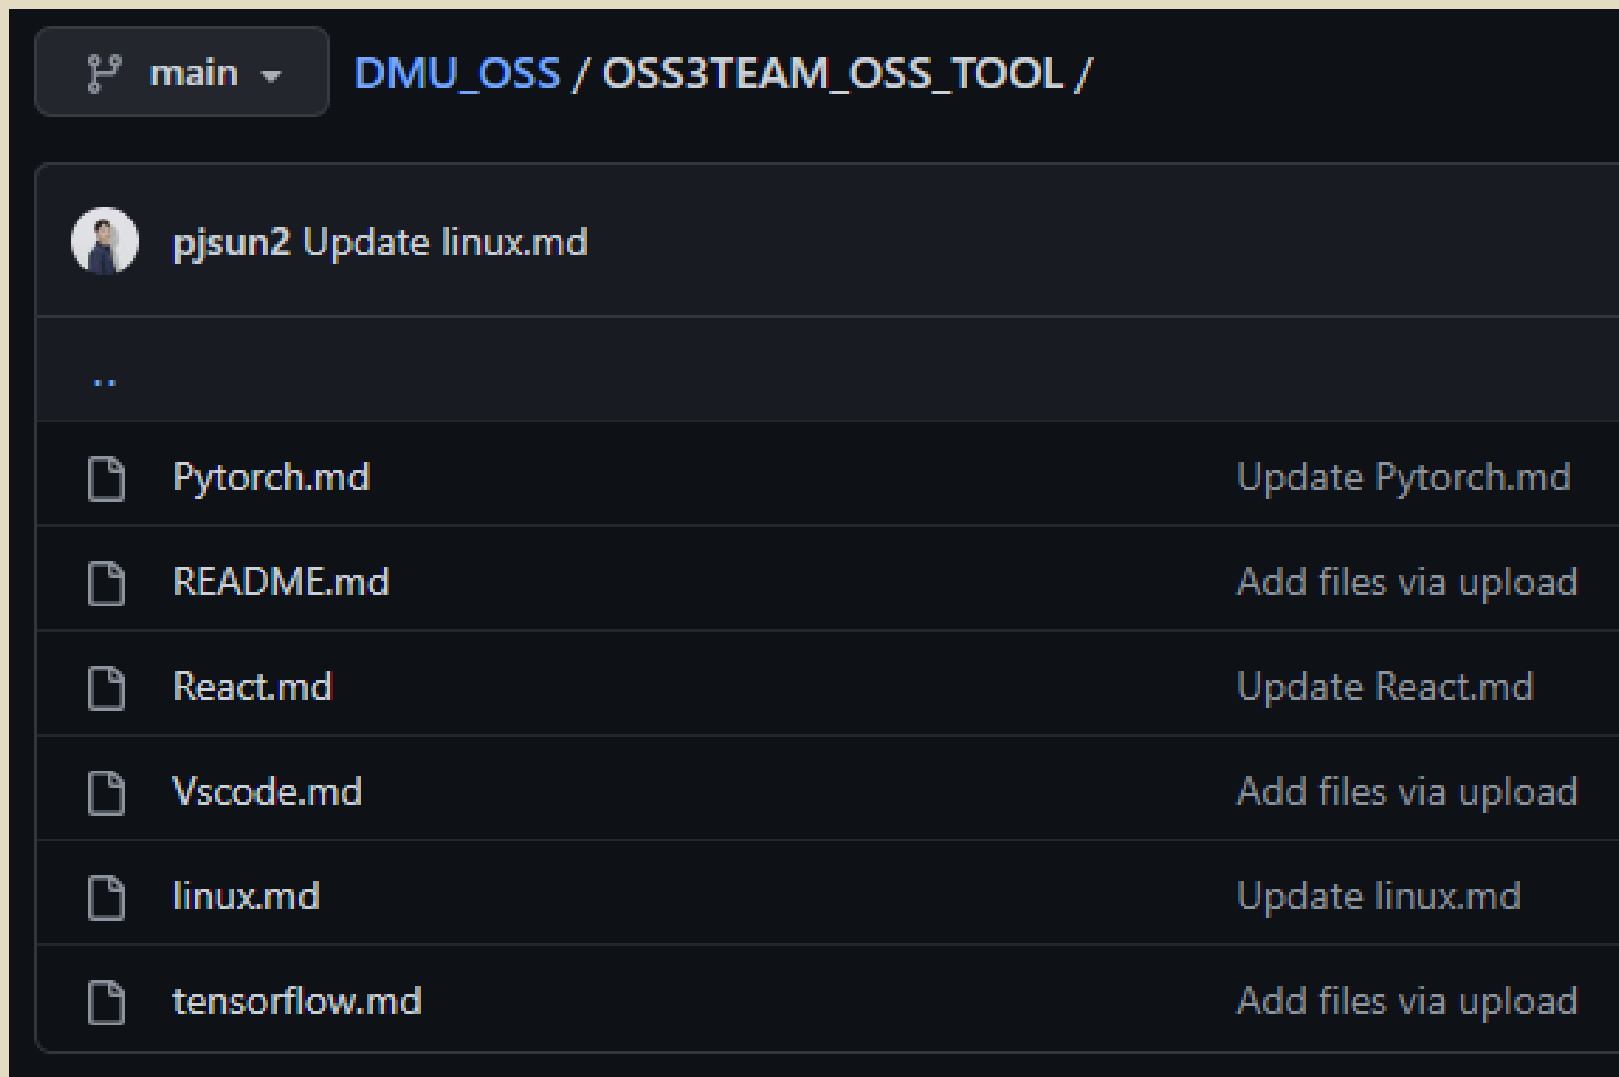 main DMU_OSS / OSS3TEAM_OSS_TOOL /
pjsun2 Update linux.md
..
Pytorch.md Update Pytorch.md
README.md Add files via upload
React.md Update React.md
Vscode.md Add files via upload
linux.md Update linux.md
tensorflow.md Add files via upload